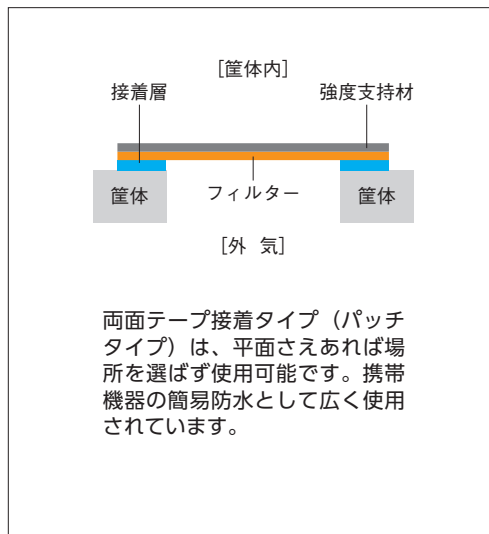 [筐体内]
接着層
強度支持材
筐体
フィルター
筐体
[外 気]
両面テープ接着タイプ（パッチ
タイプ）は、平面さえあれば場
所を選ばず使用可能です。携帯
機器の簡易防水として広く使用
されています。